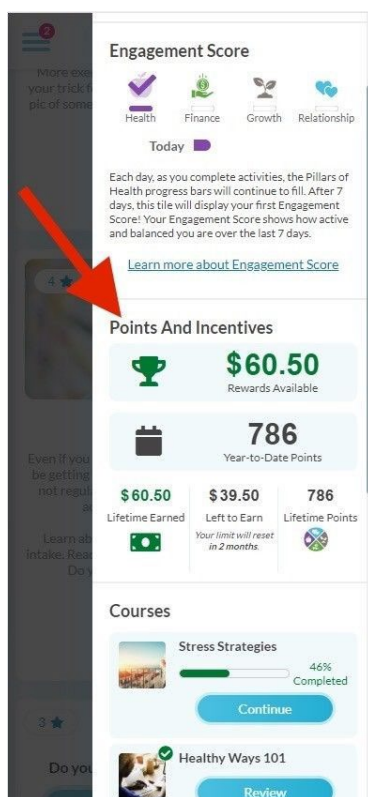 2
Engagement Score
More
your trick f
pic of some
Health Finance Growth Relationship
Today
Each day, as you complete activities, the Pillars of
Health progress bars will continue to fill. After 7
days, this tile will display your first Engagement
Score! Your Engagement Score shows how active
and balanced you are over the last 7 days.
Learn more about Engagement Score
4
Points And Incentives
$60.50
Rewards Available
786
Year-to-Date Points
Even if you
be getting
not regul
$60.50 $39.50 786
Lifetime Earned Left to Earn Lifetime Points
Your limit will reset
in 2 months.
Learn ab
intake. Read
Do y
Courses
Stress Strategies
46%
Completed
Continue
3
Healthy Ways 101
Do you
Review